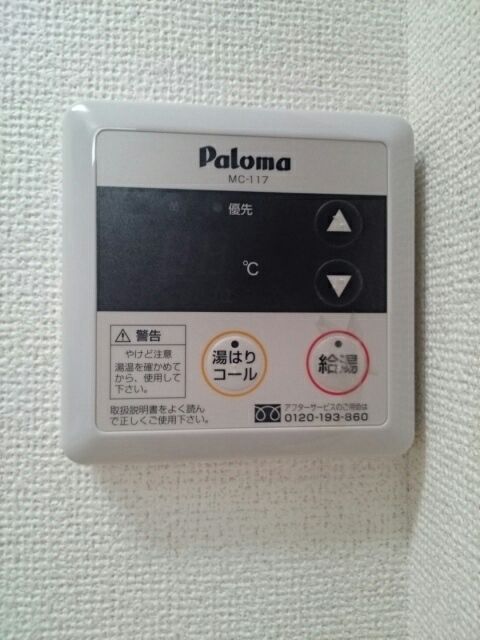 Paloma
MC-117
優先
℃
⚠ 警告
やけど注意
湯温を確かめて
から、使用して
下さい。
取扱説明書をよく読ん
で正しくご使用下さい。
湯はり
コール
給湯
アフターサービスのご用命は
0120-193-860